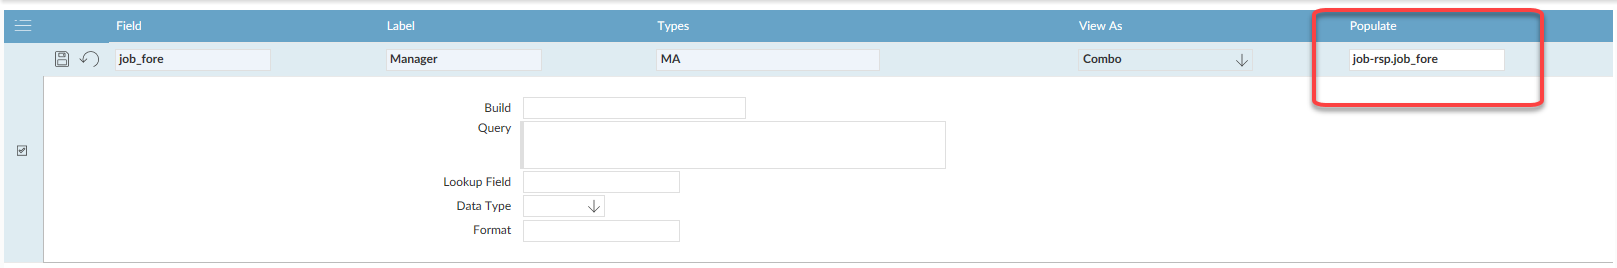 Field Label Types View As Populate
job_fore Manager MA Combo job-rsp.job_fore
Build
Query
Lookup Field
Data Type
Format